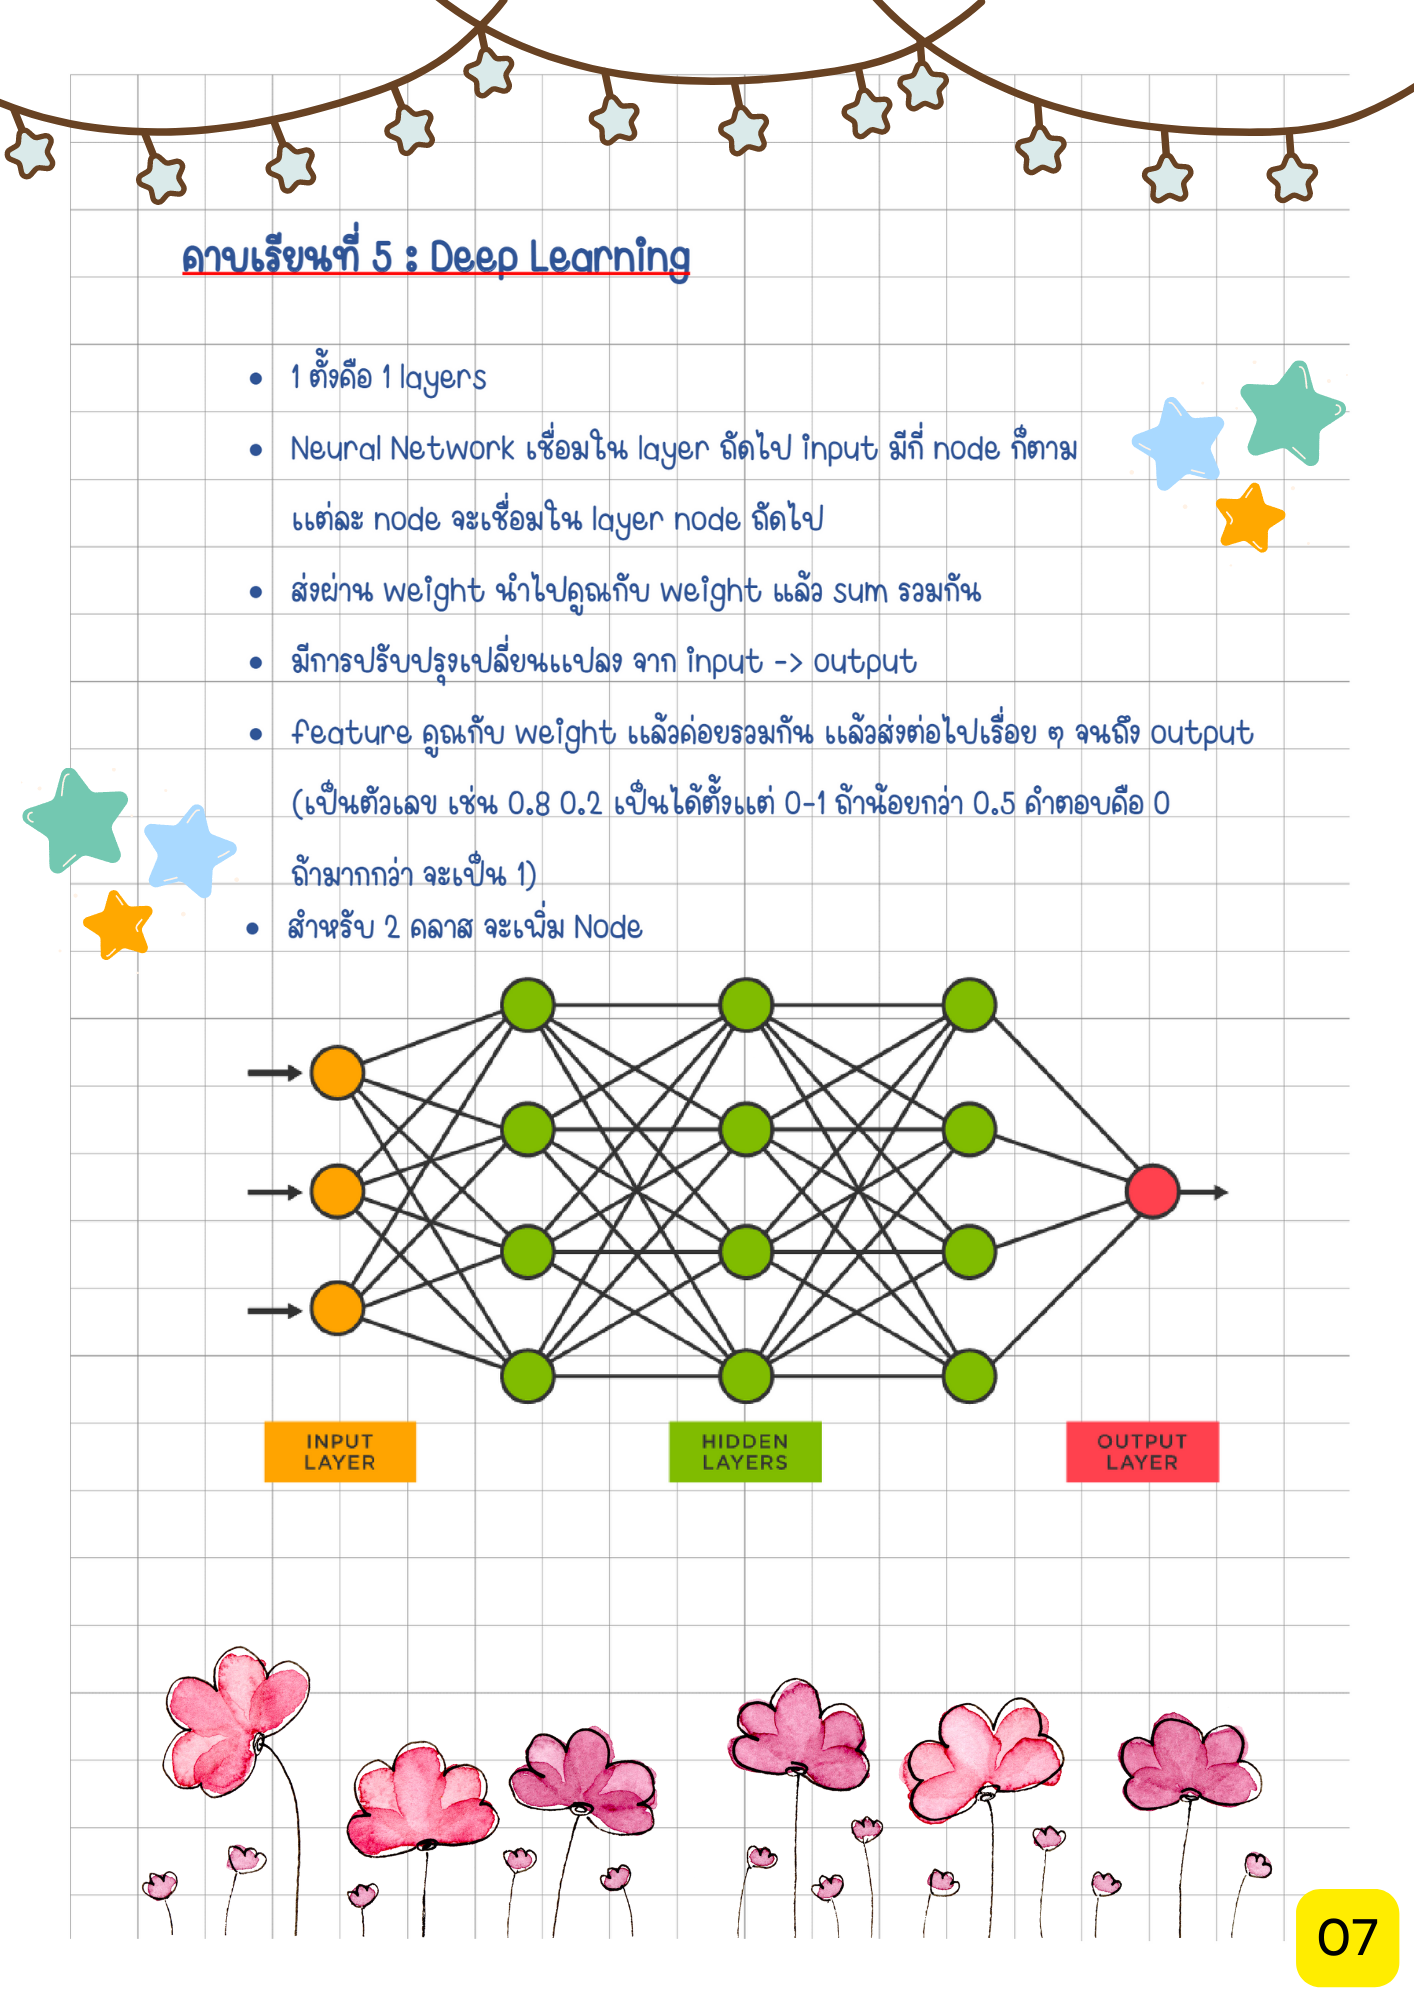 คาบเรียนที่ 5 : Deep Learning
• 1 ตั้งคือ 1 layers
• Neural Network เชื่อมใน layer ถัดไป input มีกี่ node ก็ตาม
แต่ละ node จะเชื่อมใน layer node ถัดไป
• ส่งผ่าน weight นำไปคูณกับ weight แล้ว sum รวมกัน
• มีการปรับปรุงเปลี่ยนแปลง จาก input -> output
• feature คูณกับ weight แล้วค่อยรวมกัน แล้วส่งต่อไปเรื่อย ๆ จนถึง output
(เป็นตัวเลข เช่น 0.8 0.2 เป็นได้ตั้งแต่ 0-1 ถ้าน้อยกว่า 0.5 คำตอบคือ 0
ถ้ามากกว่า จะเป็น 1)
• สำหรับ 2 คลาส จะเพิ่ม Node
INPUT
LAYER
HIDDEN
LAYERS
OUTPUT
LAYER
07